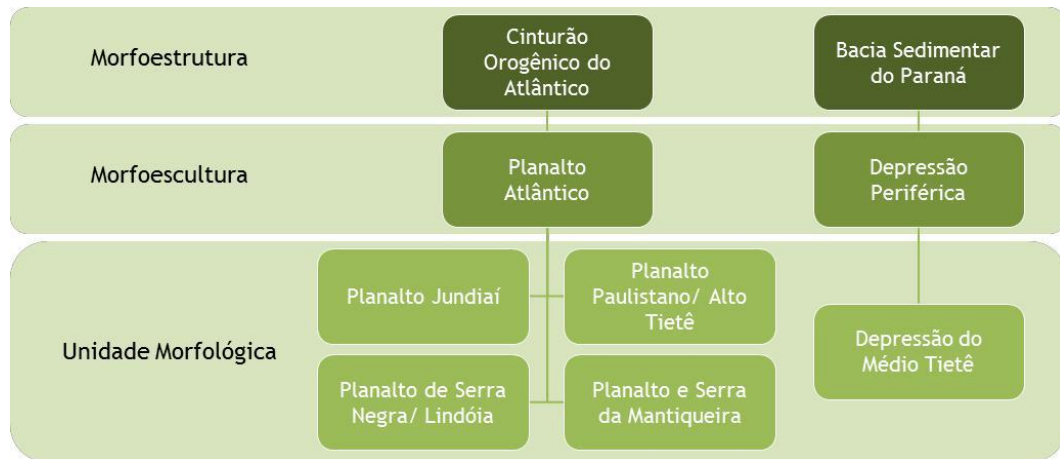 Morfoestrutura
Cinturão
Orogênico do
Atlântico
Bacia Sedimentar
do Paraná
Morfoescultura
Planalto
Atlântico
Depressão
Periférica
Unidade Morfológica
Planalto Jundiaí
Planalto
Paulistano/ Alto
Tietê
Planalto de Serra
Negra/ Lindóia
Planalto e Serra
da Mantiqueira
Depressão do
Médio Tietê